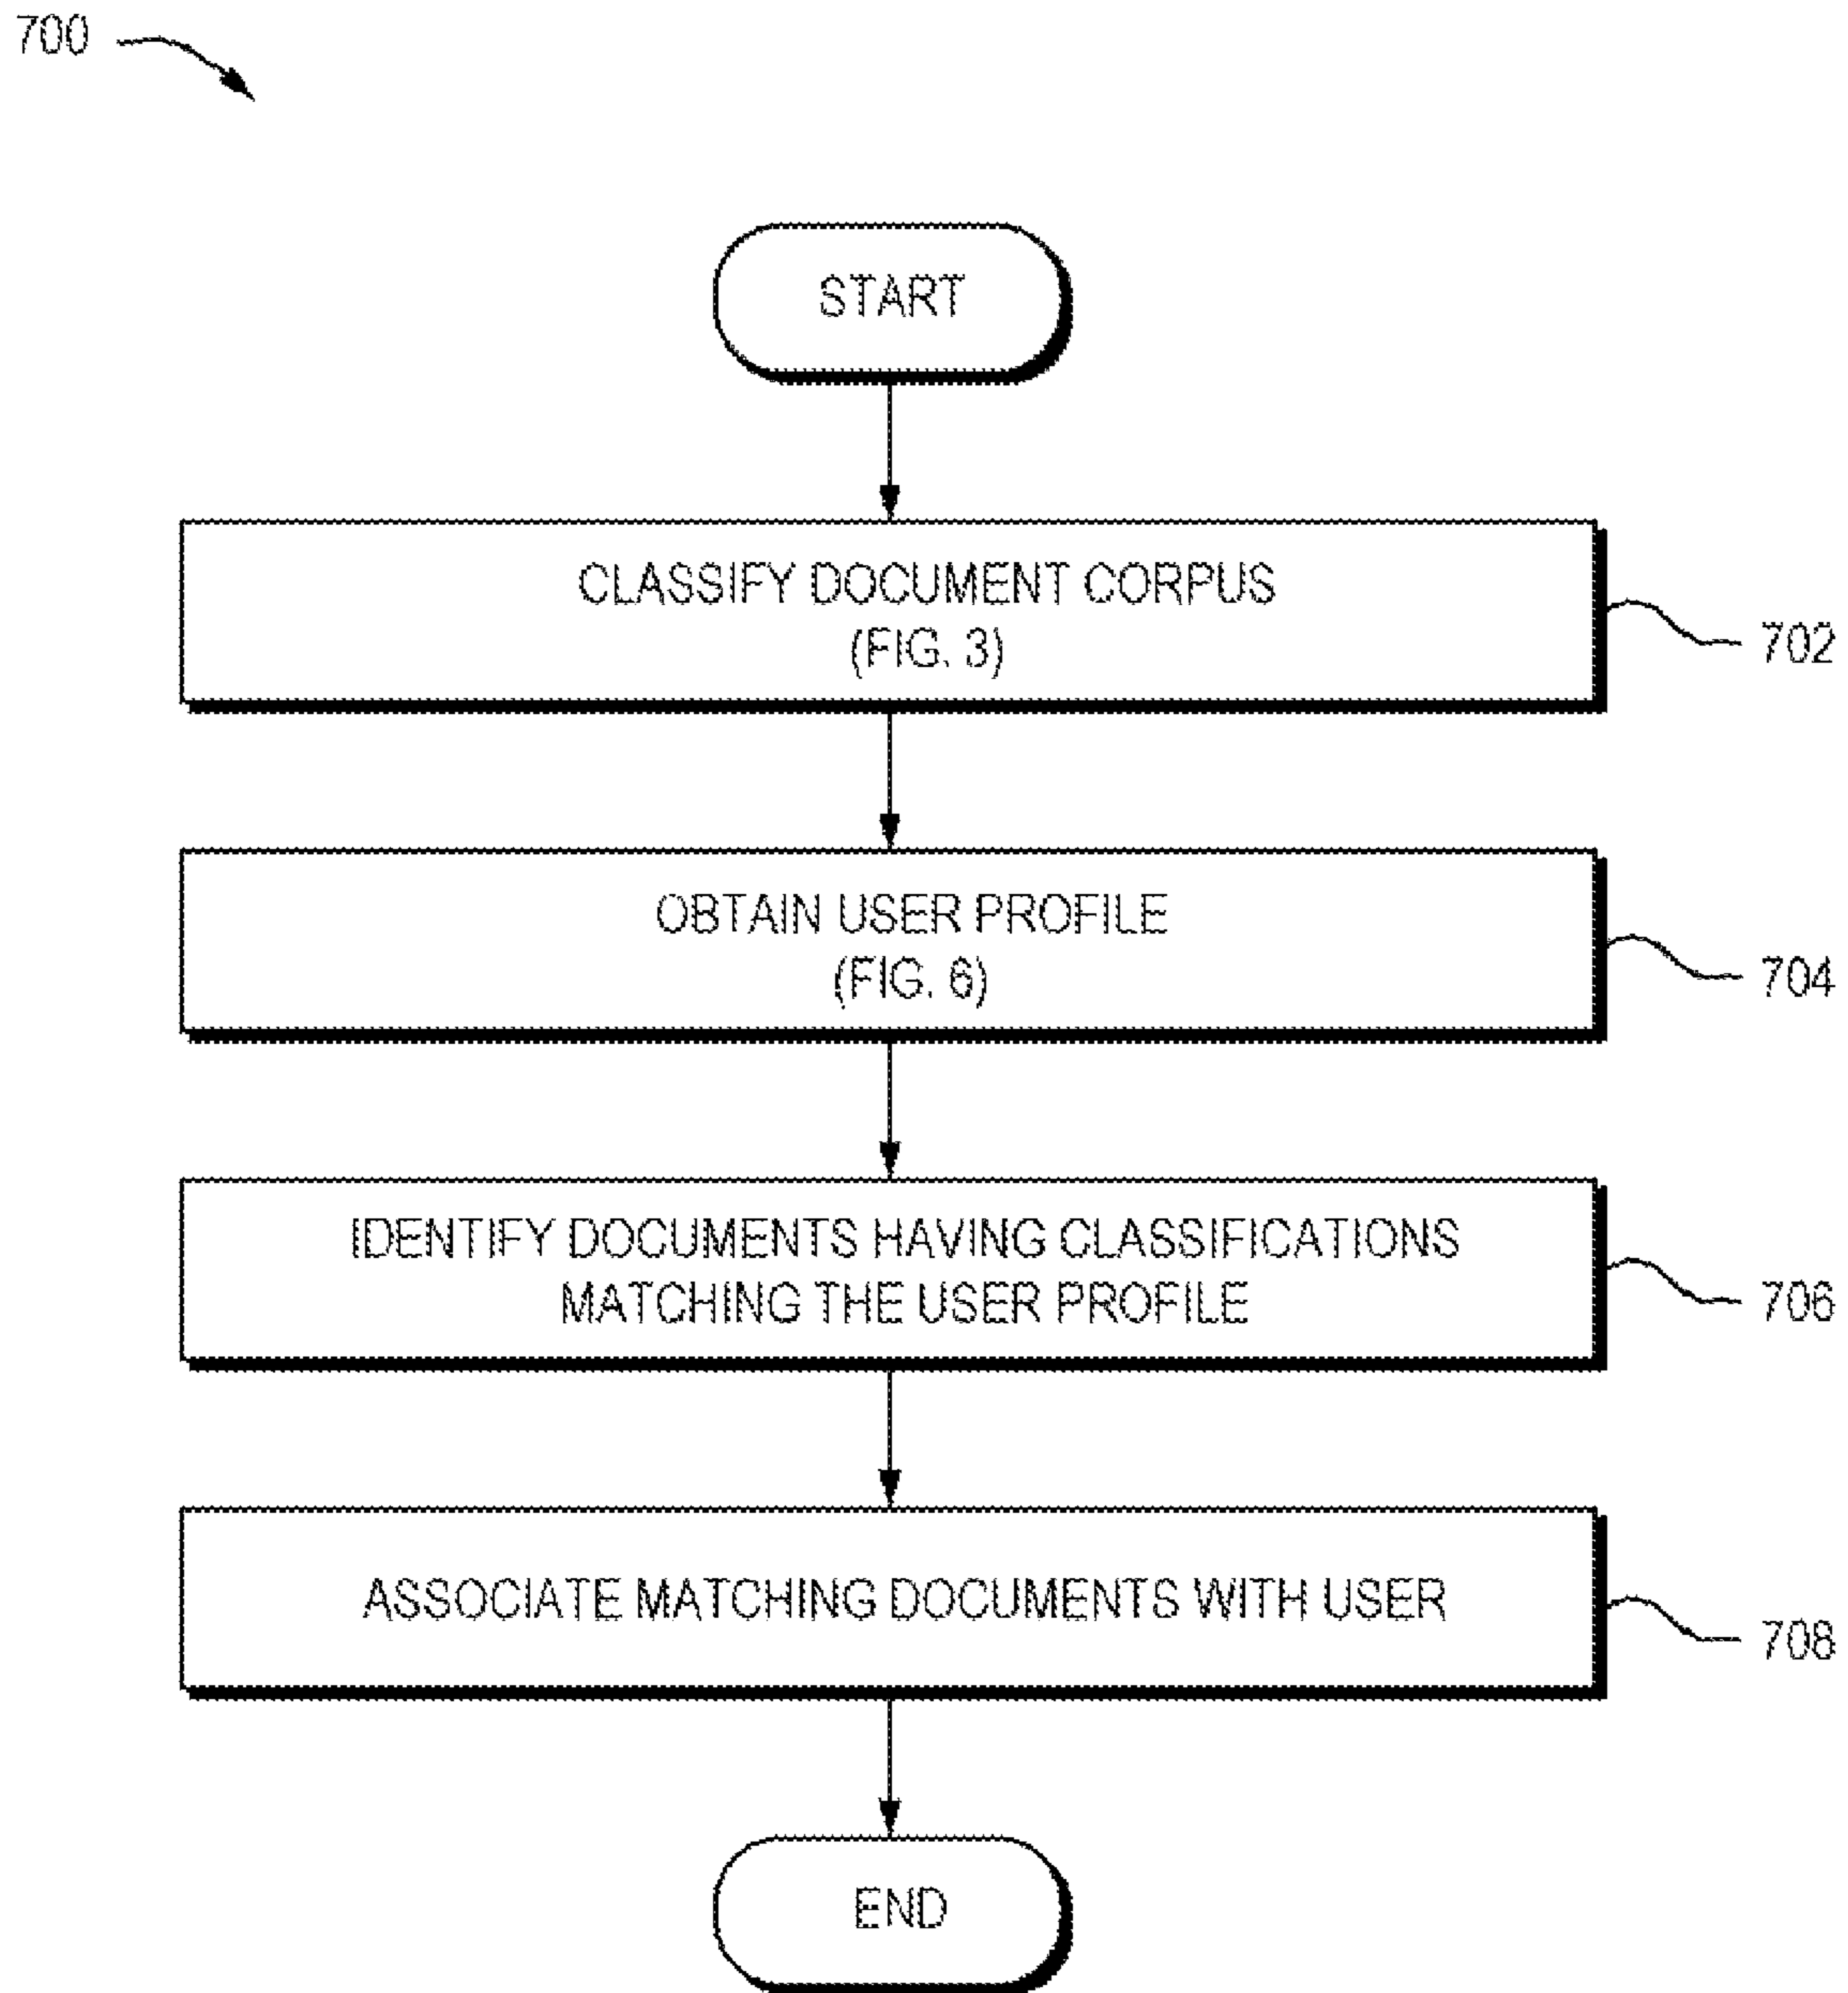 700
START
CLASSIFY DOCUMENT CORPUS
(FIG. 3)
702
OBTAIN USER PROFILE
(FIG. 6)
704
IDENTIFY DOCUMENTS HAVING CLASSIFICATIONS
MATCHING THE USER PROFILE
706
ASSOCIATE MATCHING DOCUMENTS WITH USER
708
END